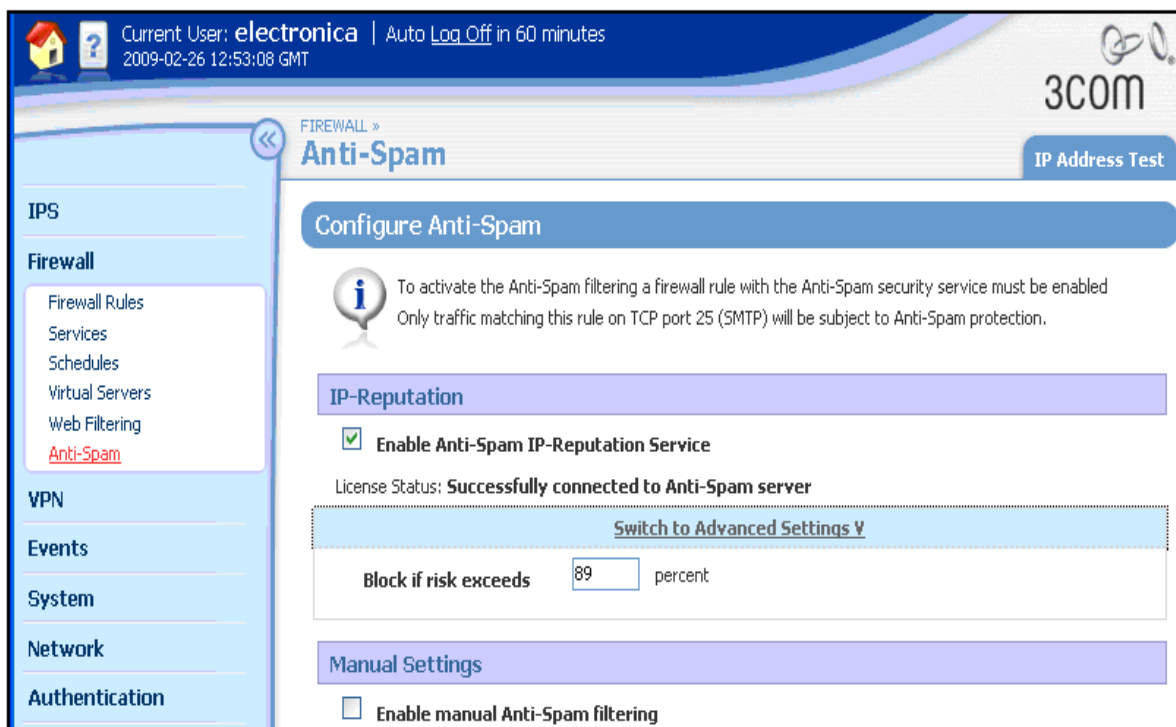 Current User: electronica | Auto Log Off in 60 minutes
2009-02-26 12:53:08 GMT
3COM
FIREWALL »
Anti-Spam
IP Address Test
IPS
Firewall
Firewall Rules
Services
Schedules
Virtual Servers
Web Filtering
Anti-Spam
VPN
Events
System
Network
Authentication
Configure Anti-Spam
To activate the Anti-Spam filtering a firewall rule with the Anti-Spam security service must be enabled
Only traffic matching this rule on TCP port 25 (SMTP) will be subject to Anti-Spam protection.
IP-Reputation
Enable Anti-Spam IP-Reputation Service
License Status: Successfully connected to Anti-Spam server
Switch to Advanced Settings V
Block if risk exceeds 89 percent
Manual Settings
Enable manual Anti-Spam filtering